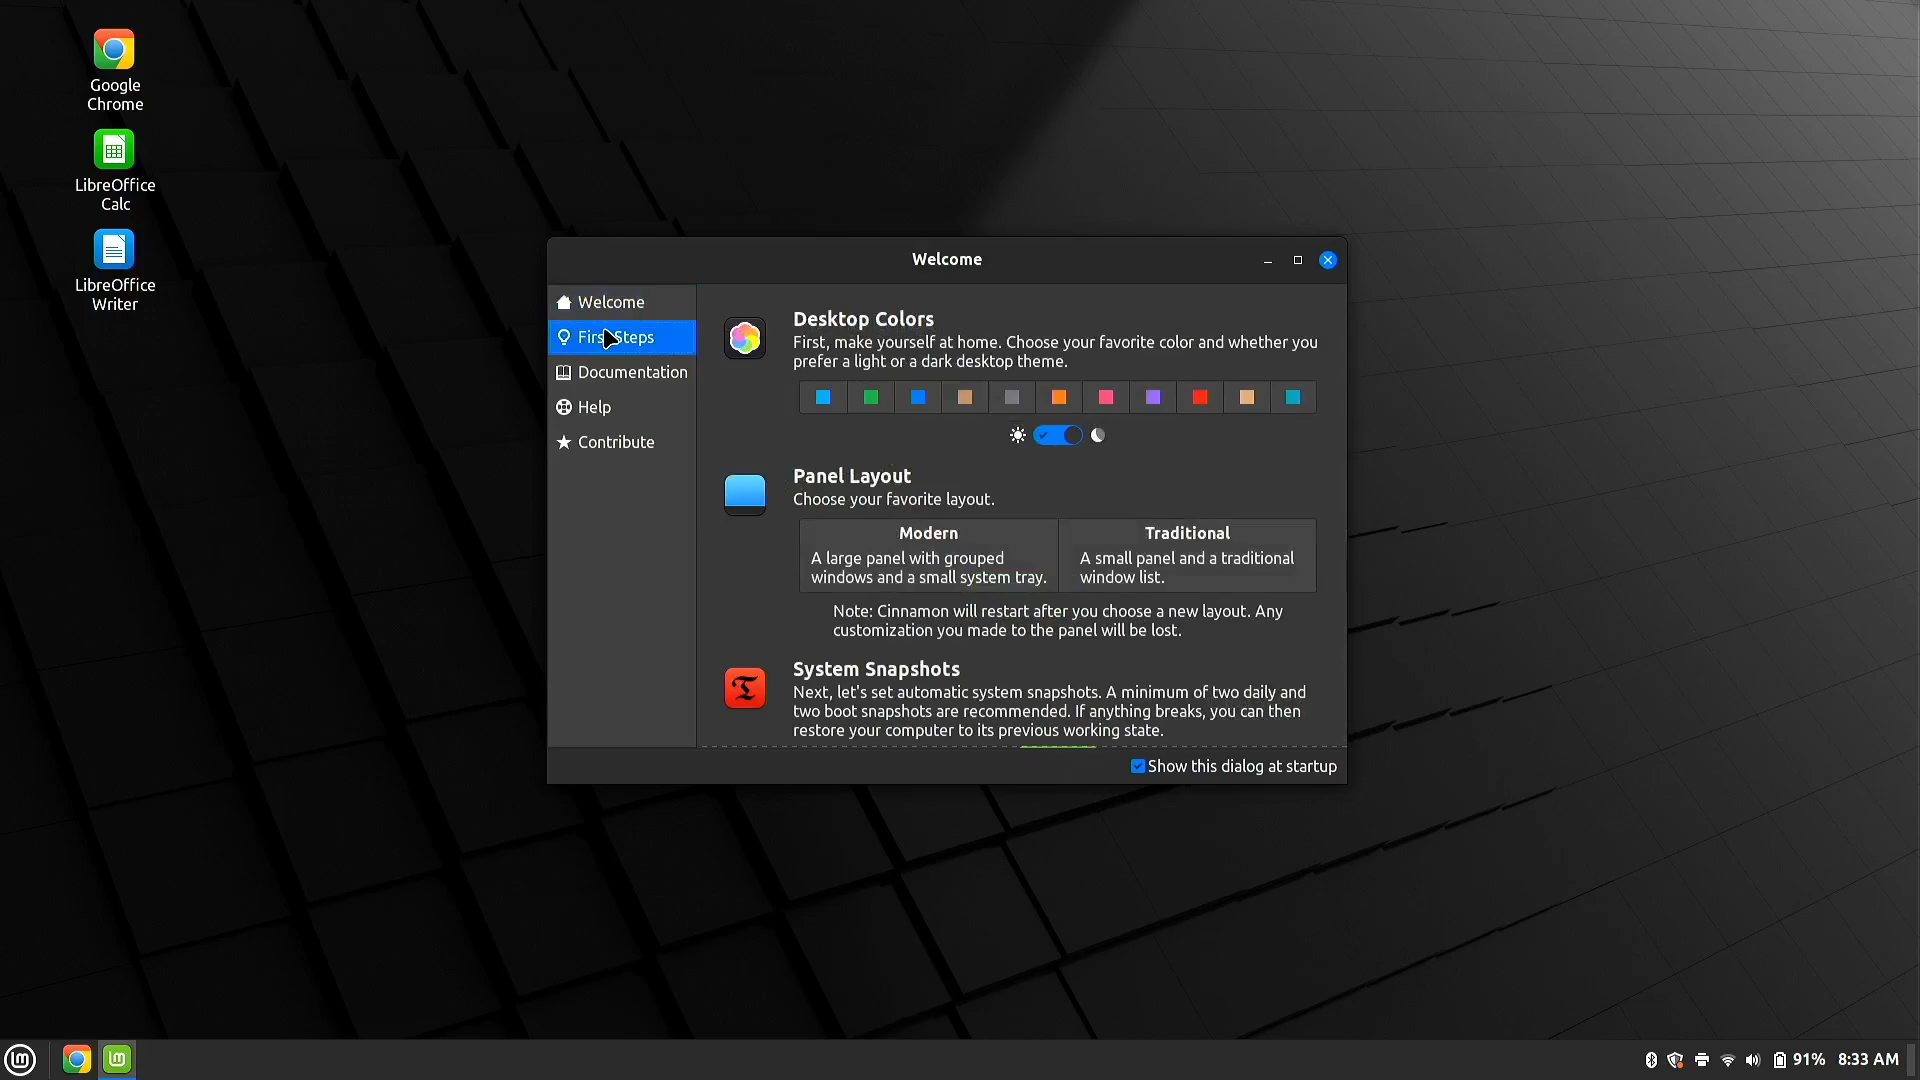 Google
Chrome
LibreOffice
Calc
LibreOffice
Writer
Welcome
Welcome
First Steps
Documentation
Help
Contribute
Desktop Colors
First, make yourself at home. Choose your favorite color and whether you
prefer a light or a dark desktop theme.
Panel Layout
Choose your favorite layout.
Modern
A large panel with grouped
windows and a small system tray.
Traditional
A small panel and a traditional
window list.
Note: Cinnamon will restart after you choose a new layout. Any
customization you made to the panel will be lost.
System Snapshots
Next, let's set automatic system snapshots. A minimum of two daily and
two boot snapshots are recommended. If anything breaks, you can then
restore your computer to its previous working state.
Show this dialog at startup
91% 8:33 AM